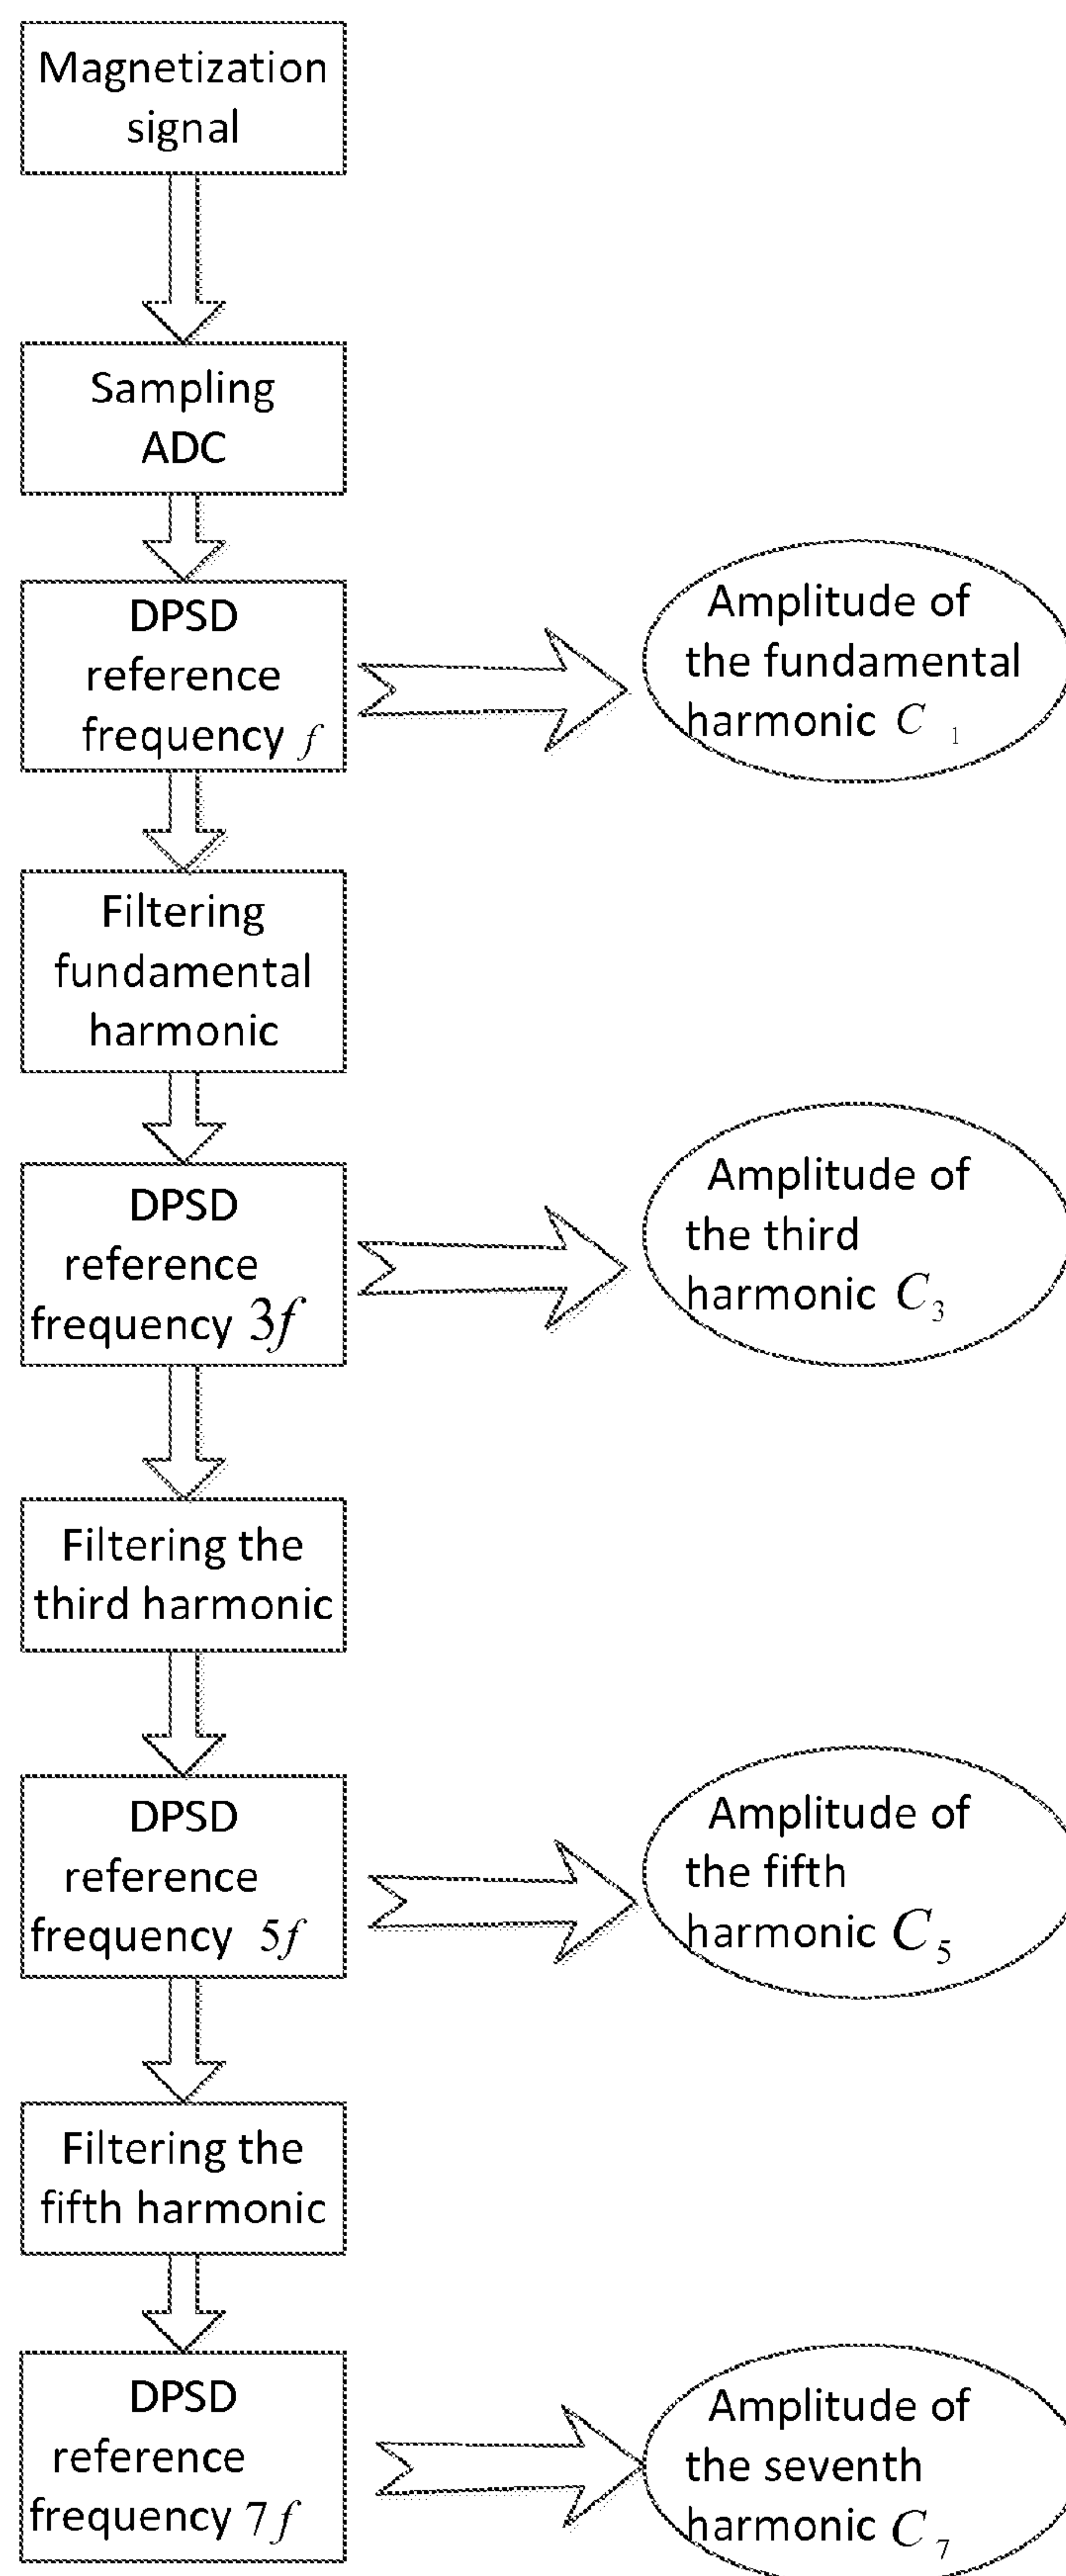 Magnetization
signal
Sampling
ADC
DPSD
reference
frequency f
Amplitude of
the fundamental
harmonic C 1
Filtering
fundamental
harmonic
DPSD
reference
frequency 3f
Amplitude of
the third
harmonic C3
Filtering the
third harmonic
DPSD
reference
frequency 5f
Amplitude of
the fifth
harmonic C5
Filtering the
fifth harmonic
DPSD
reference
frequency 7f
Amplitude of
the seventh
harmonic C7